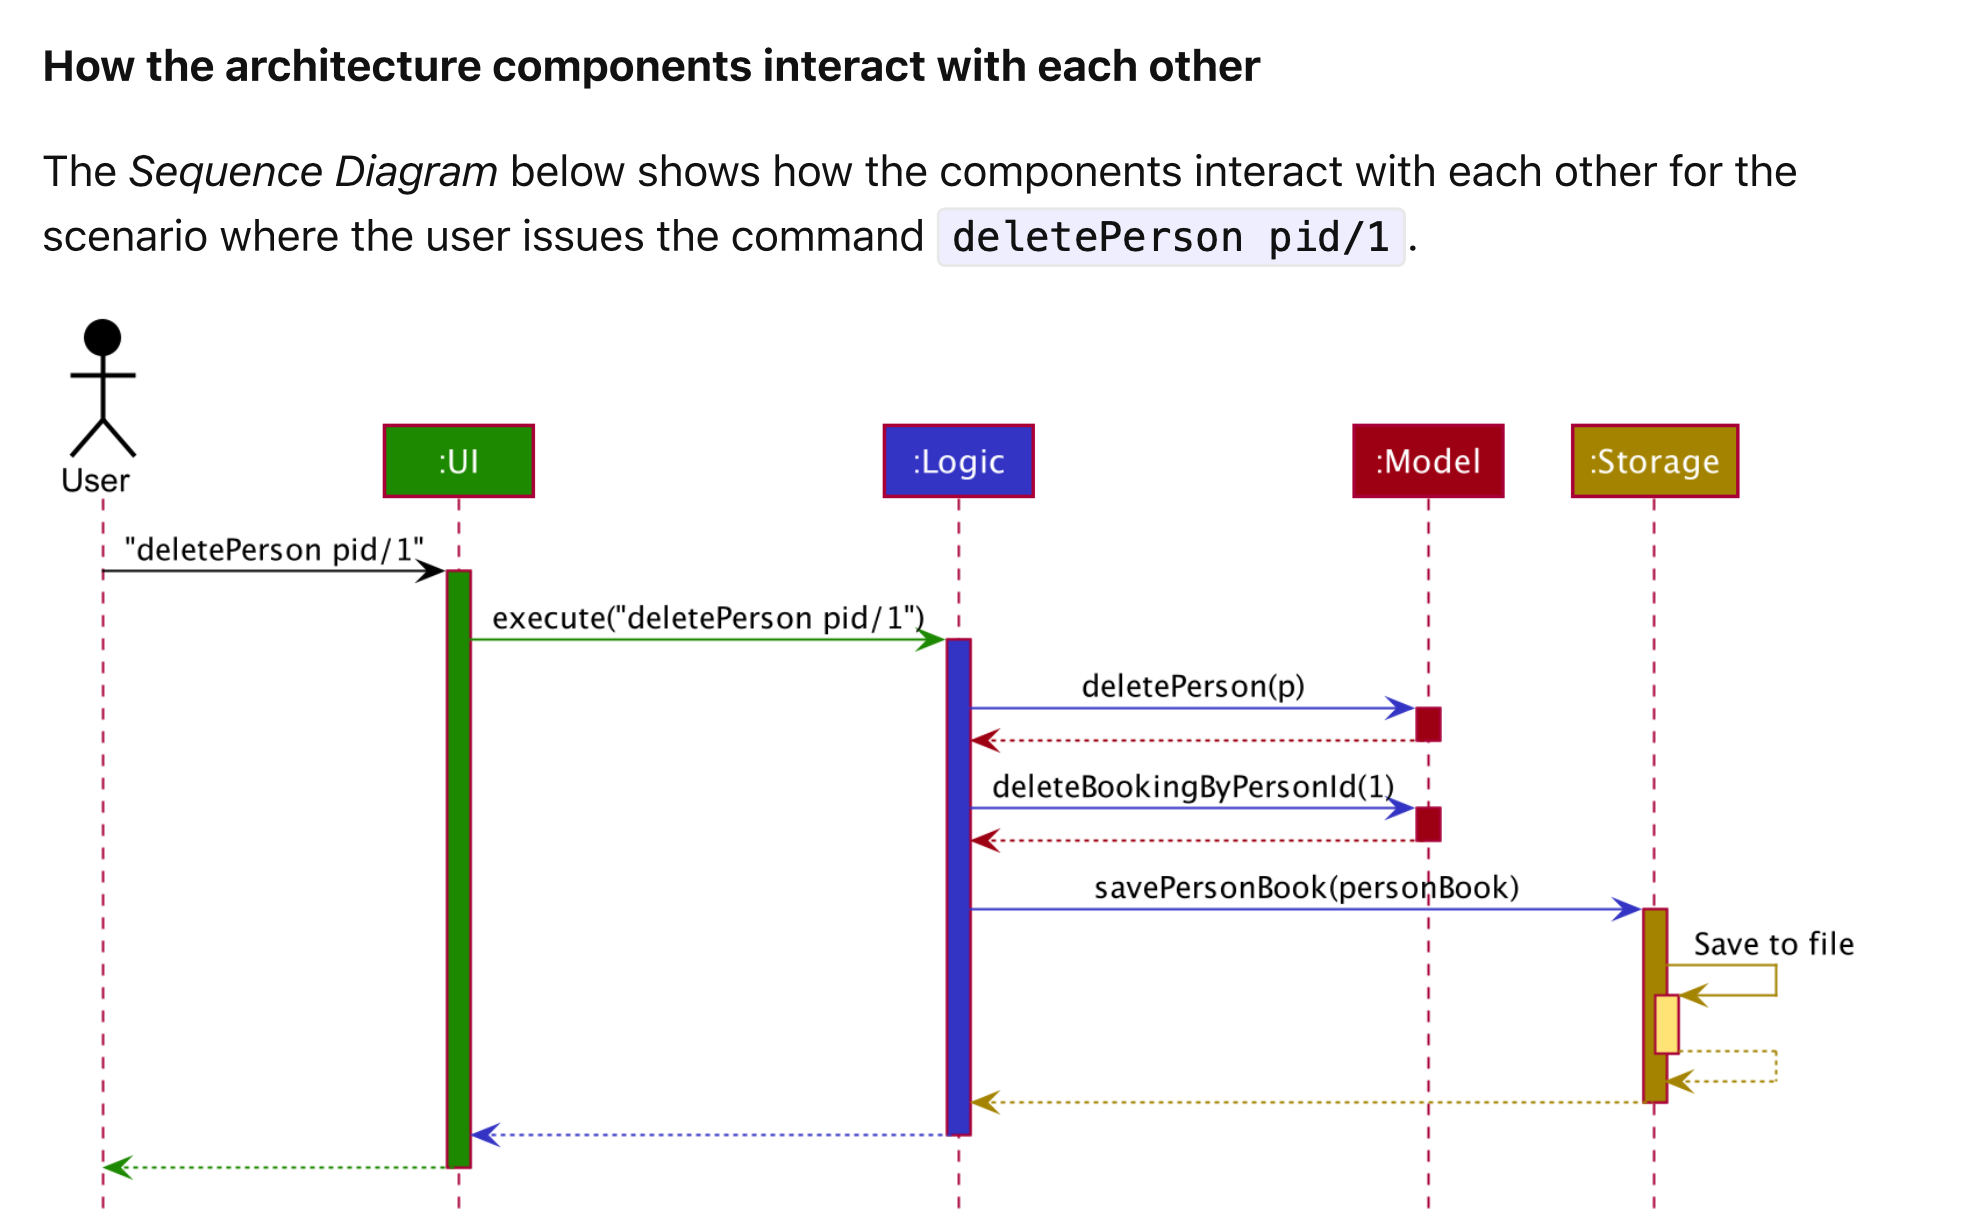 How the architecture components interact with each other
The Sequence Diagram below shows how the components interact with each other for the
scenario where the user issues the command deletePerson pid/1 .
User
:UI
:Logic
:Model
:Storage
"deletePerson pid/1"
execute("deletePerson pid/1")
deletePerson(p)
deleteBookingByPersonId(1)
savePersonBook(personBook)
Save to file